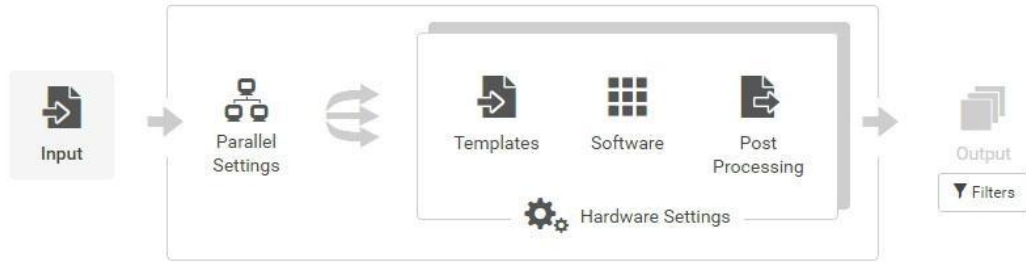 Input
Parallel
Settings
Templates
Software
Post
Processing
Hardware Settings
Output
Filters